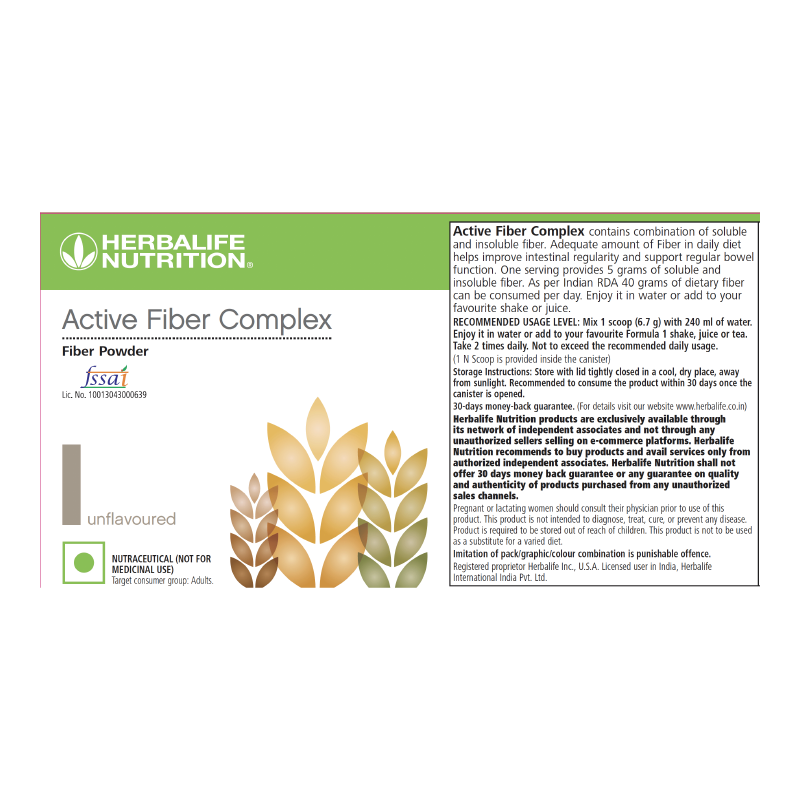 HERBALIFE
NUTRITION®
Active Fiber Complex
Fiber Powder
fssai
Lic. No. 10013043000639
unflavoured
NUTRACEUTICAL (NOT FOR
MEDICINAL USE)
Target consumer group: Adults.
Active Fiber Complex contains combination of soluble
and insoluble fiber. Adequate amount of Fiber in daily diet
helps improve intestinal regularity and support regular bowel
function. One serving provides 5 grams of soluble and
insoluble fiber. As per Indian RDA 40 grams of dietary fiber
can be consumed per day. Enjoy it in water or add to your
favourite shake or juice.
RECOMMENDED USAGE LEVEL: Mix 1 scoop (6.7 g) with 240 ml of water.
Enjoy it in water or add to your favourite Formula 1 shake, juice or tea.
Take 2 times daily. Not to exceed the recommended daily usage.
(1 N Scoop is provided inside the canister)
Storage Instructions: Store with lid tightly closed in a cool, dry place, away
from sunlight. Recommended to consume the product within 30 days once the
canister is opened.
30-days money-back guarantee. (For details visit our website www.herbalife.co.in)
Herbalife Nutrition products are exclusively available through
its network of independent associates and not through any
unauthorized sellers selling on e-commerce platforms. Herbalife
Nutrition recommends to buy products and avail services only from
authorized independent associates. Herbalife Nutrition shall not
offer 30 days money back guarantee or any guarantee on quality
and authenticity of products purchased from any unauthorized
sales channels.
Pregnant or lactating women should consult their physician prior to use of this
product. This product is not intended to diagnose, treat, cure, or prevent any disease.
Product is required to be stored out of reach of children. This product is not to be used
as a substitute for a varied diet.
Imitation of pack/graphic/colour combination is punishable offence.
Registered proprietor Herbalife Inc., U.S.A. Licensed user in India, Herbalife
International India Pvt. Ltd.